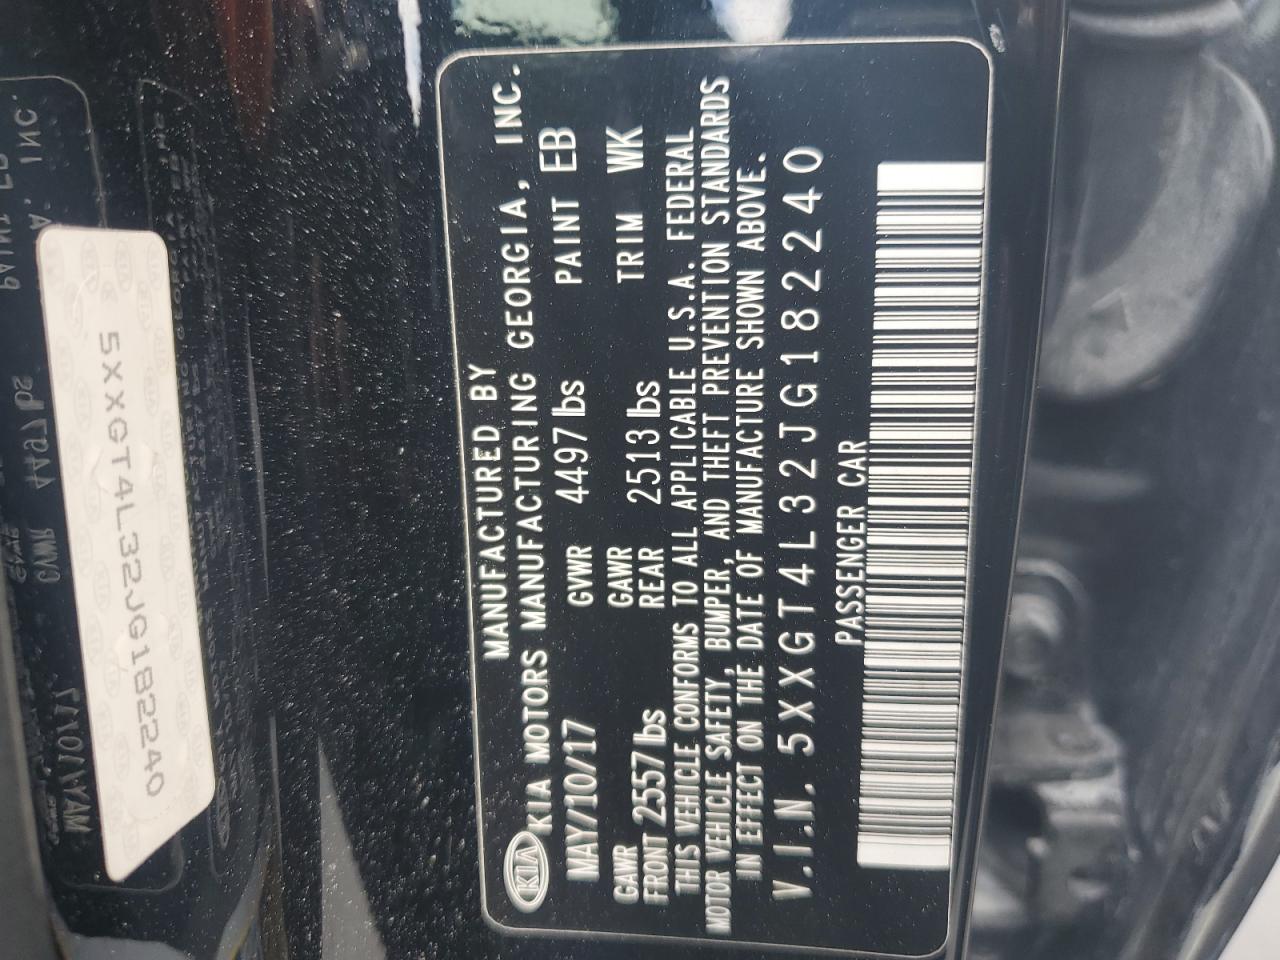 MANUFACTURED BY
KIA KIA MOTORS MANUFACTURING GEORGIA, INC.
MAY/10/17 GVWR 4497 lbs PAINT EB
GAWR FRONT 2557 lbs GAWR REAR 2513 lbs TRIM WK
THIS VEHICLE CONFORMS TO ALL APPLICABLE U.S.A. FEDERAL
MOTOR VEHICLE SAFETY, BUMPER, AND THEFT PREVENTION STANDARDS
IN EFFECT ON THE DATE OF MANUFACTURE SHOWN ABOVE.
V.I.N. 5XXGT4L32JG182240
PASSENGER CAR
5XXGT4L32JG182240